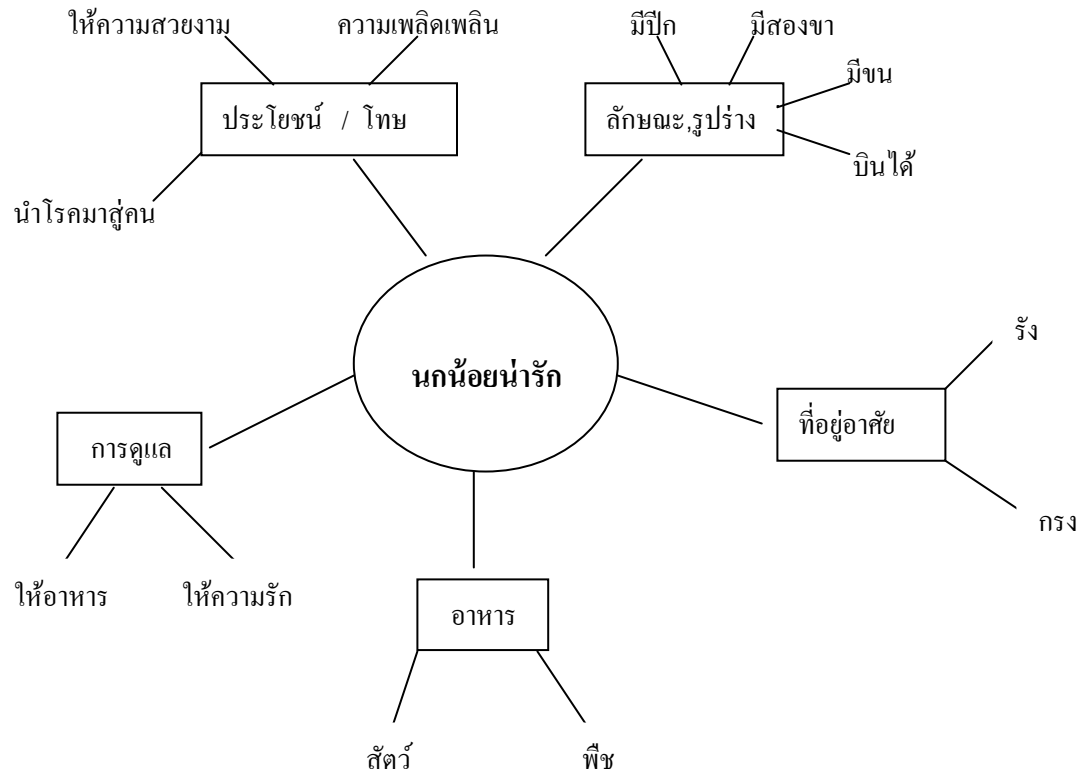 ให้ความสวยงาม
ความเพลิดเพลิน
มีปีก
มีสองขา
มีขน
ประโยชน์ / โทษ
ลักษณะ,รูปร่าง
บินได้
นำโรคมาสู่คน
รัง
นกน้อยน่ารัก
ที่อยู่อาศัย
การดูแล
กรง
ให้อาหาร
ให้ความรัก
อาหาร
สัตว์
พืช